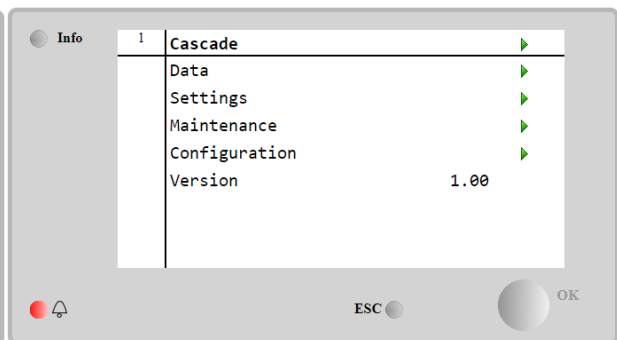 Info
1 Cascade
Data
Settings
Maintenance
Configuration
Version 1.00
ESC
OK